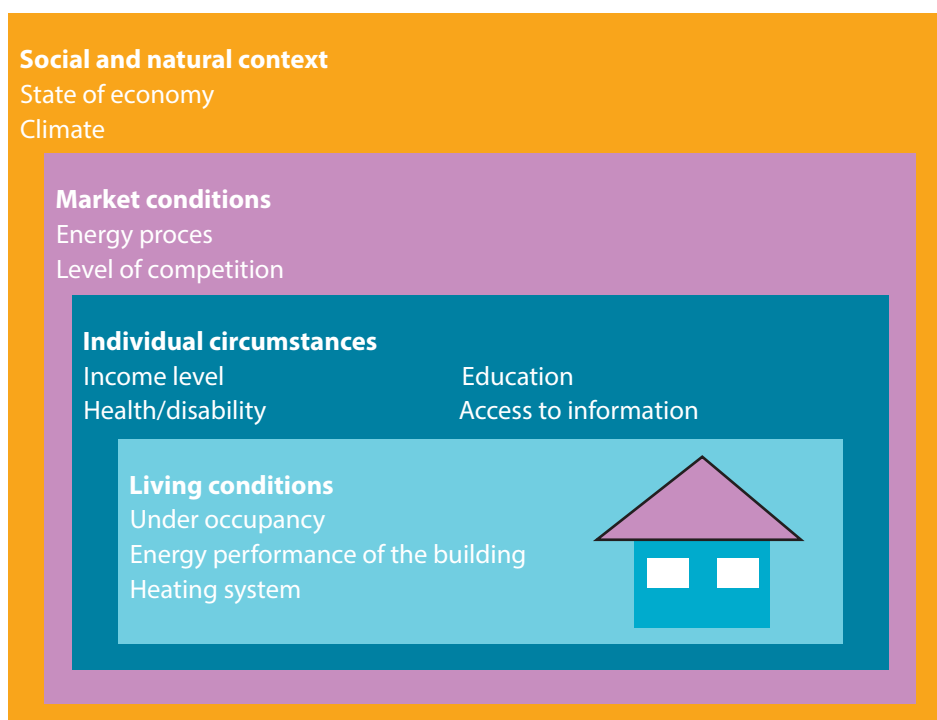 Social and natural context
State of economy
Climate
Market conditions
Energy proces
Level of competition
Individual circumstances
Income level Education
Health/disability Access to information
Living conditions
Under occupancy
Energy performance of the building
Heating system